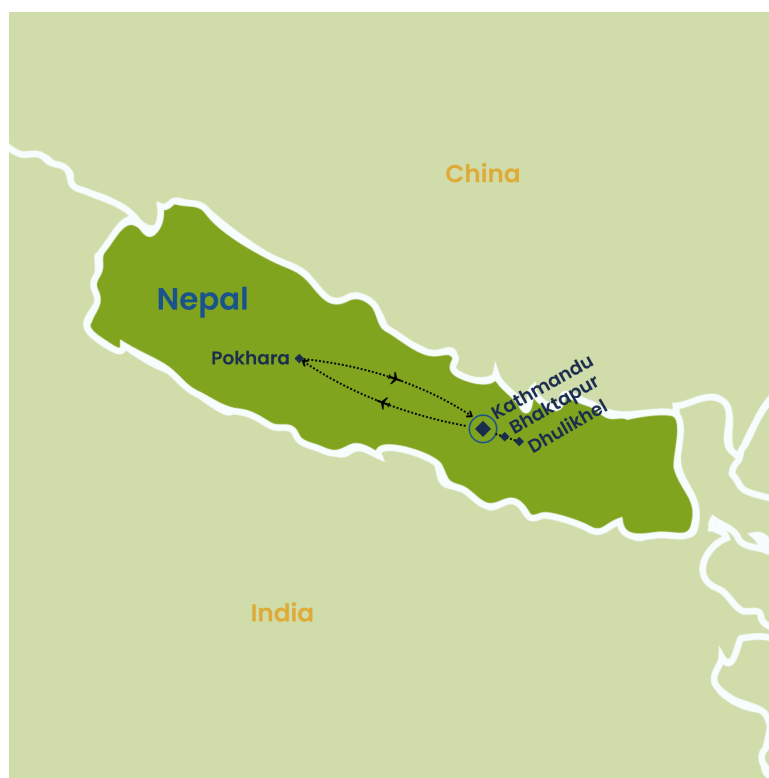 China
Nepal
Pokhara
Kathmandu
Bhaktapur
Dhulikhel
India